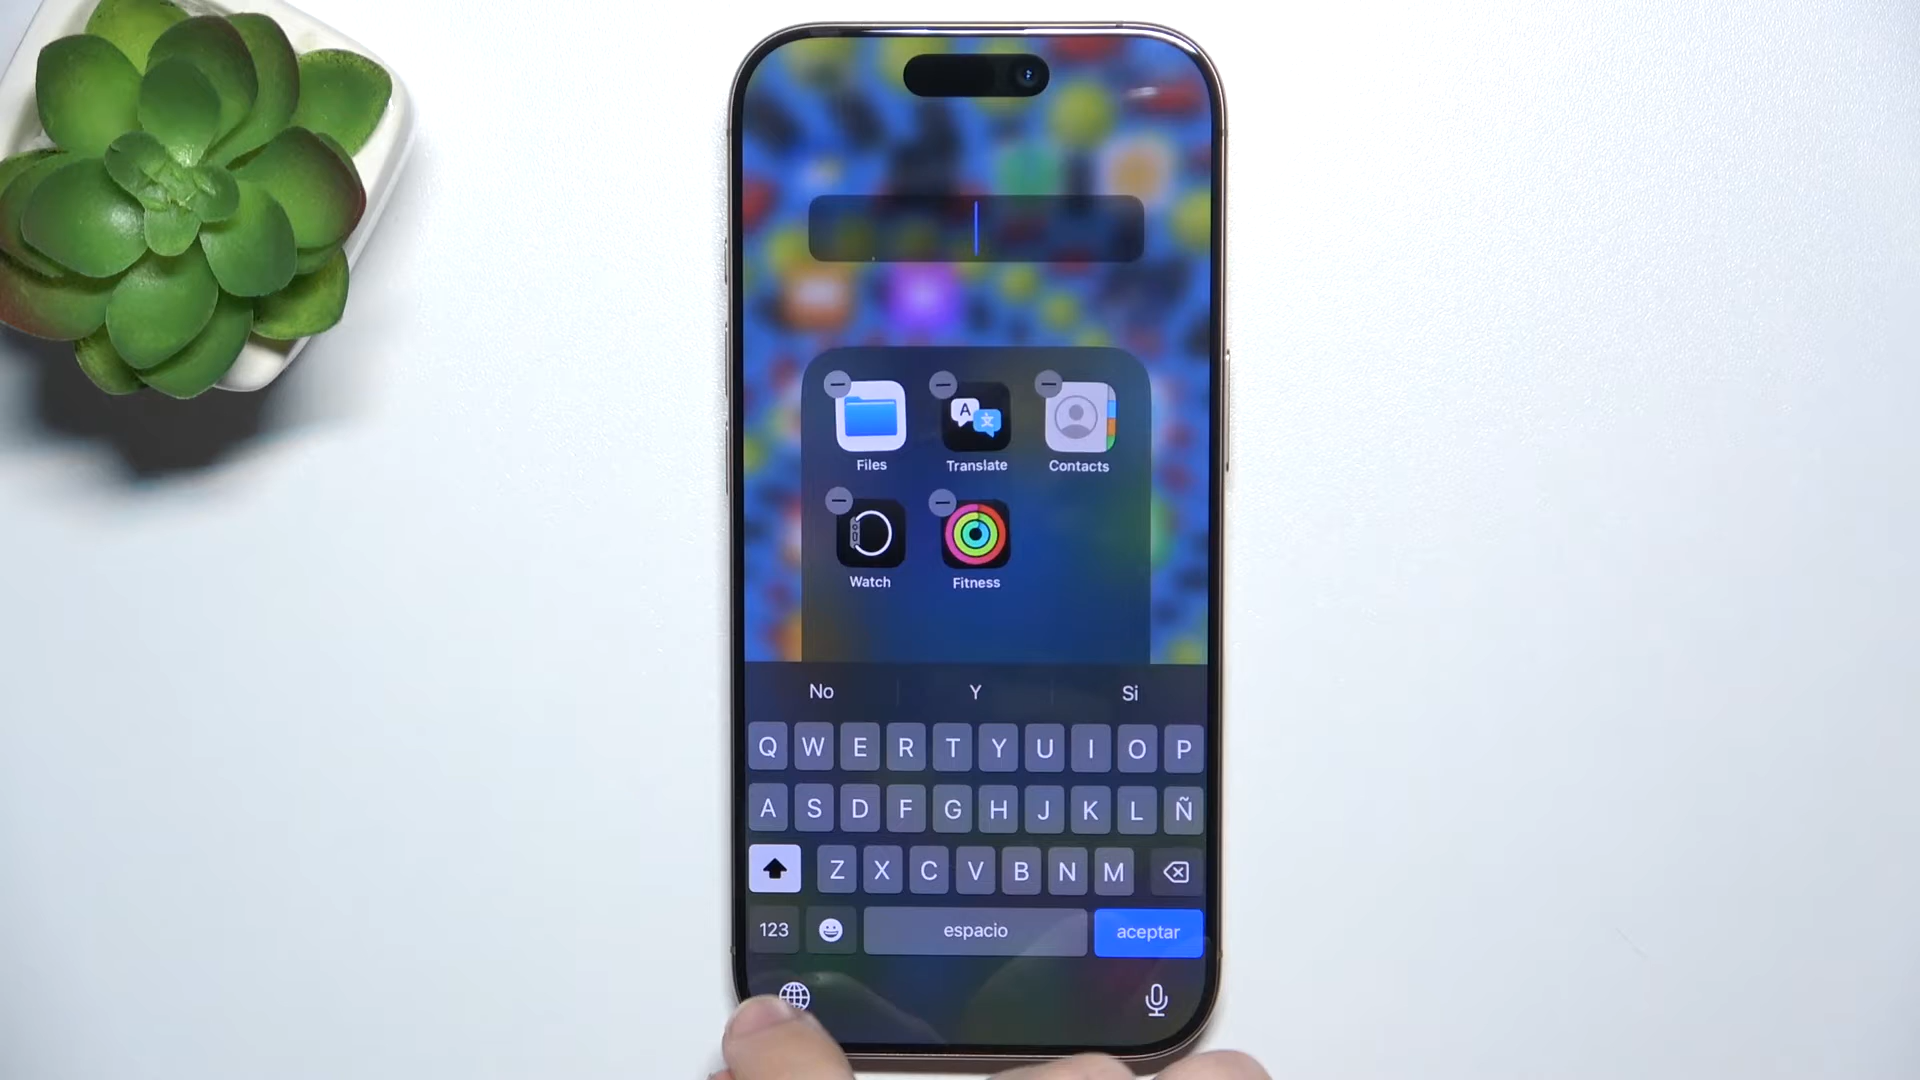 Files Translate Contacts
Watch Fitness
No Y Si
Q W E R T Y U I O P
A S D F G H J K L Ñ
Z X C V B N M
123 espacio aceptar